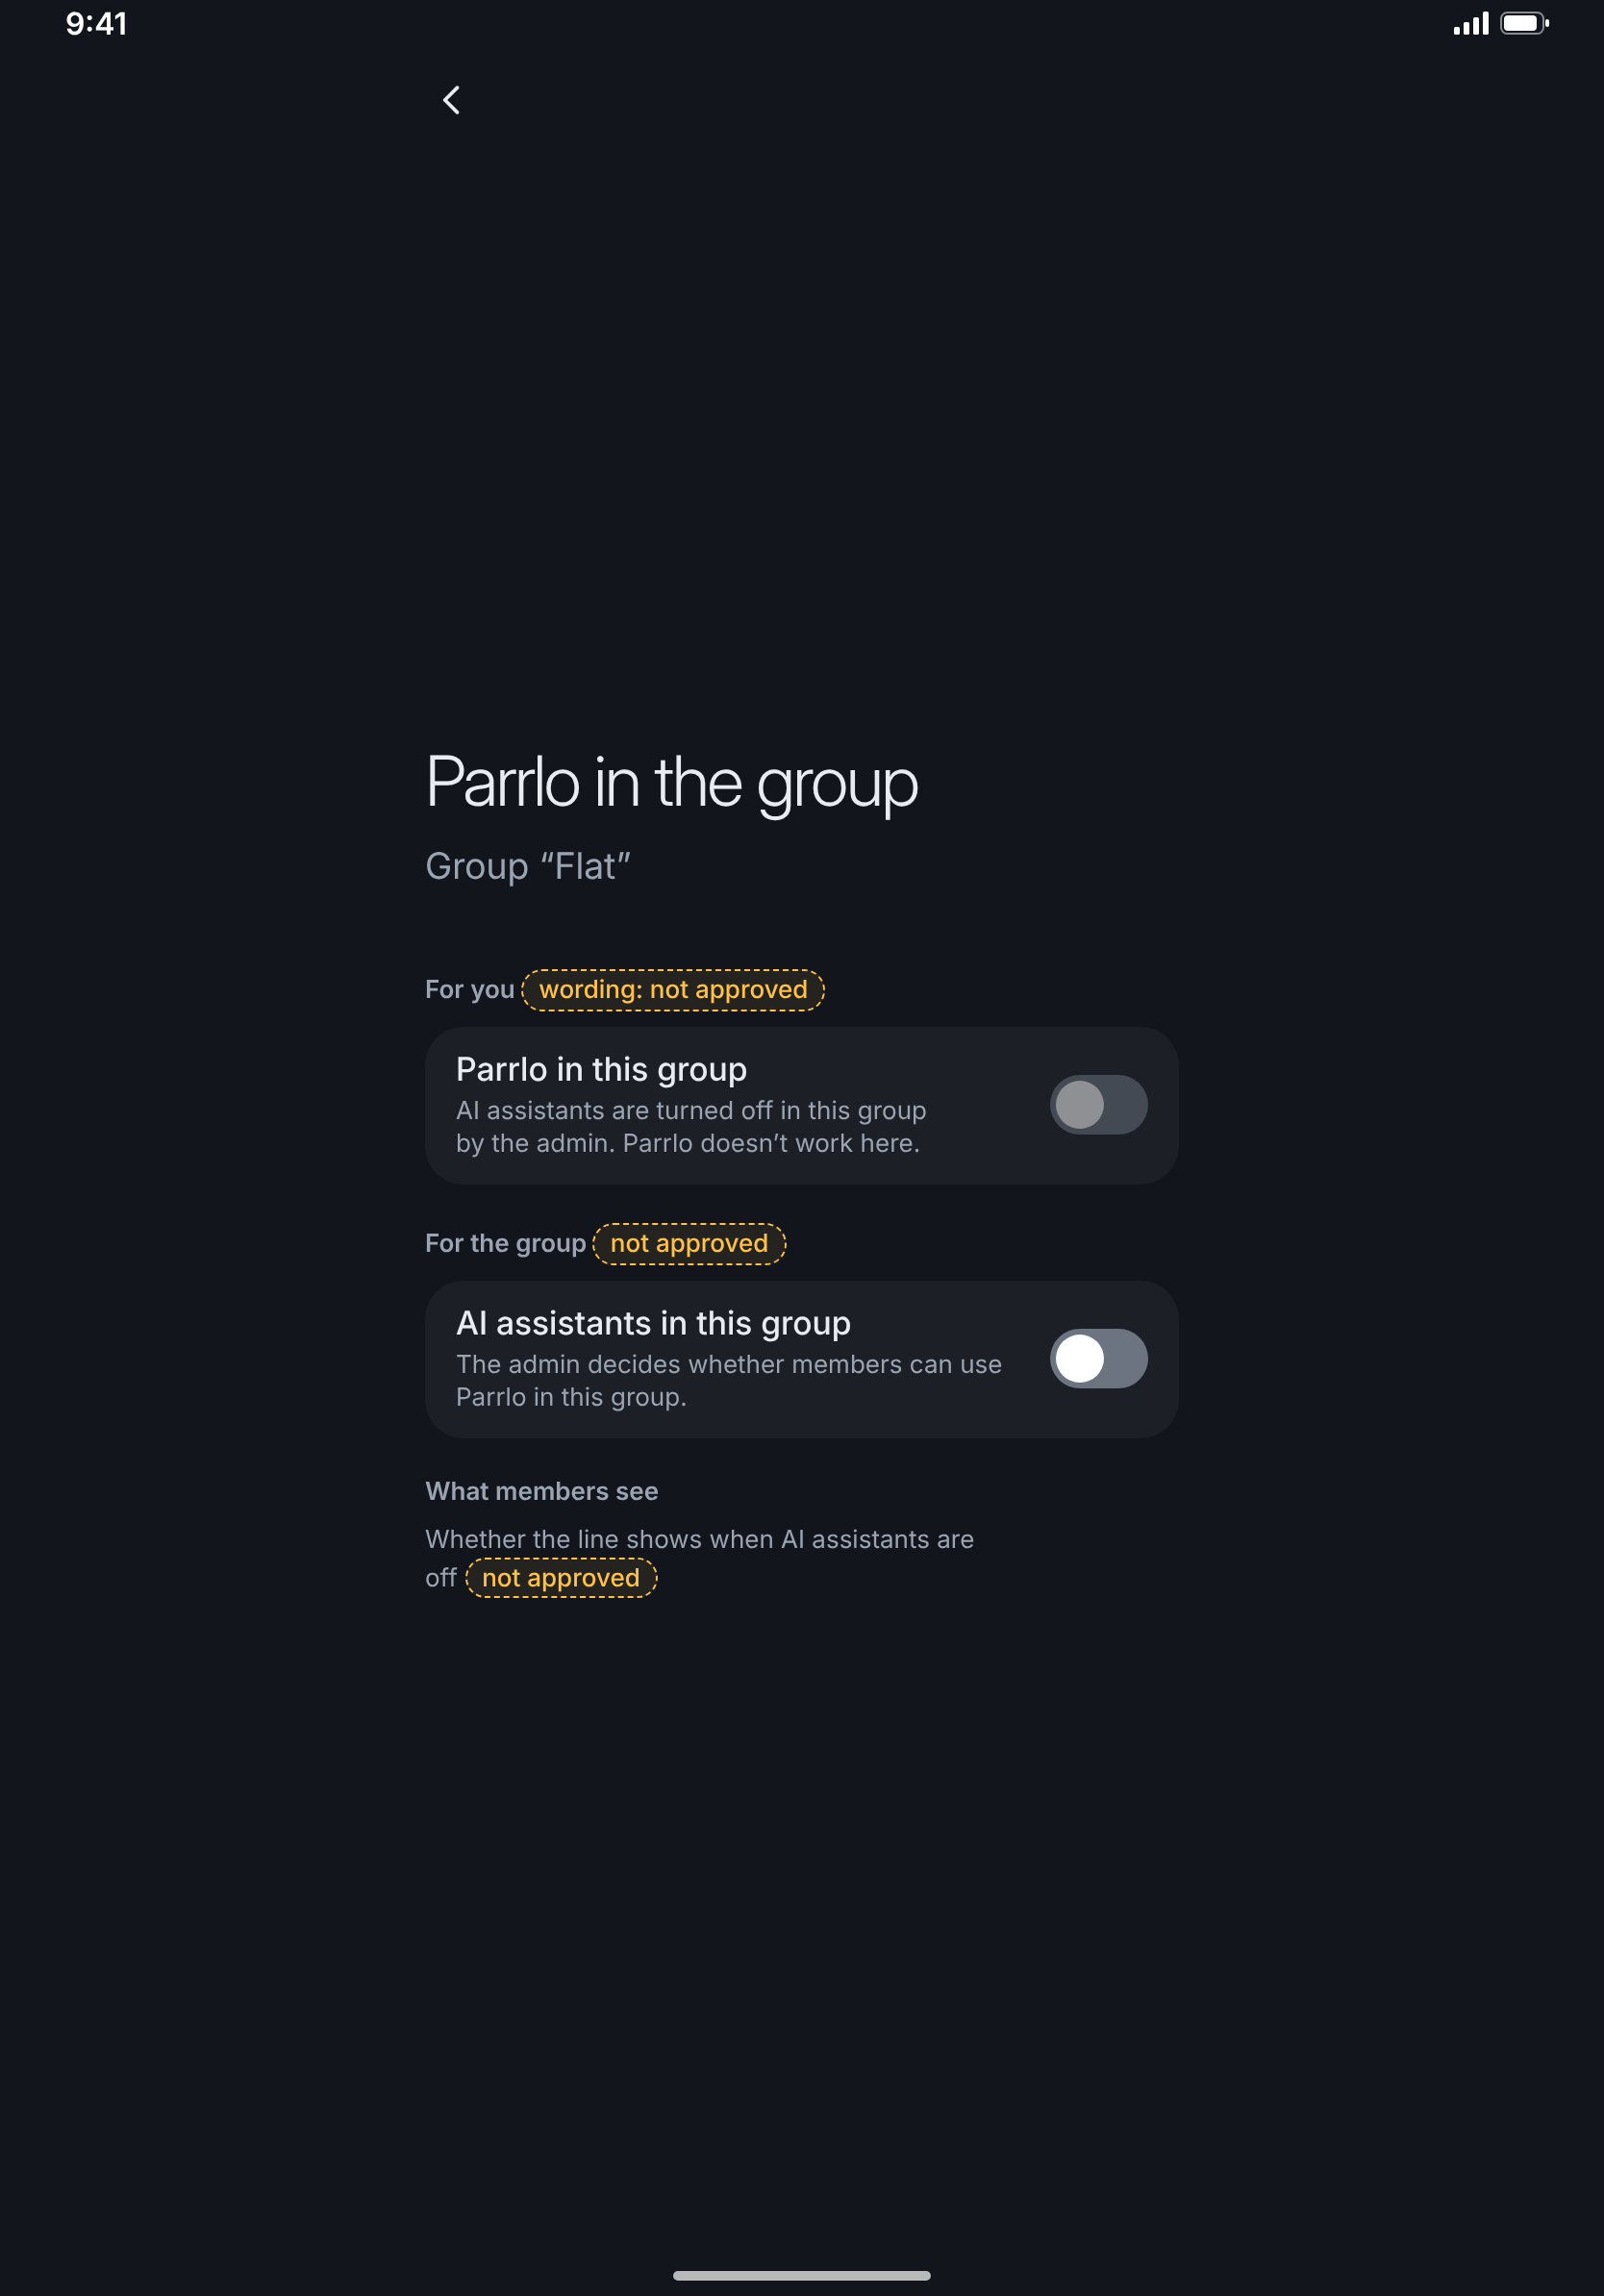 9:41
Parrlo in the group
Group “Flat”
For you wording: not approved
Parrlo in this group
AI assistants are turned off in this group
by the admin. Parrlo doesn’t work here.
For the group not approved
AI assistants in this group
The admin decides whether members can use
Parrlo in this group.
What members see
Whether the line shows when AI assistants are
off not approved